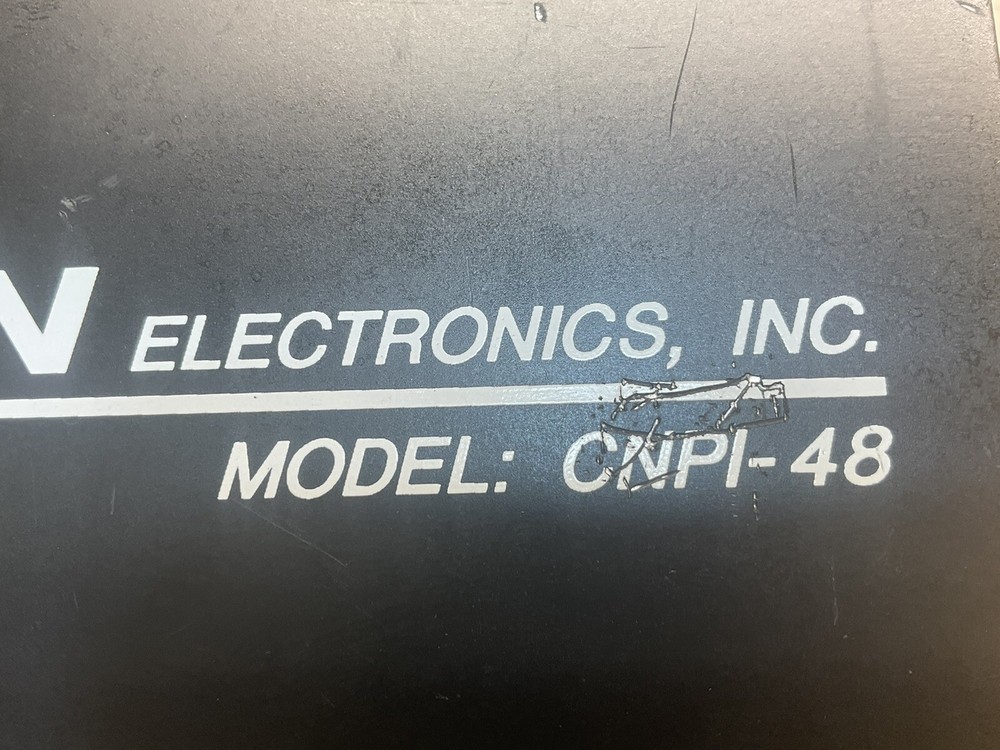 N ELECTRONICS, INC.
MODEL: CNPI-48